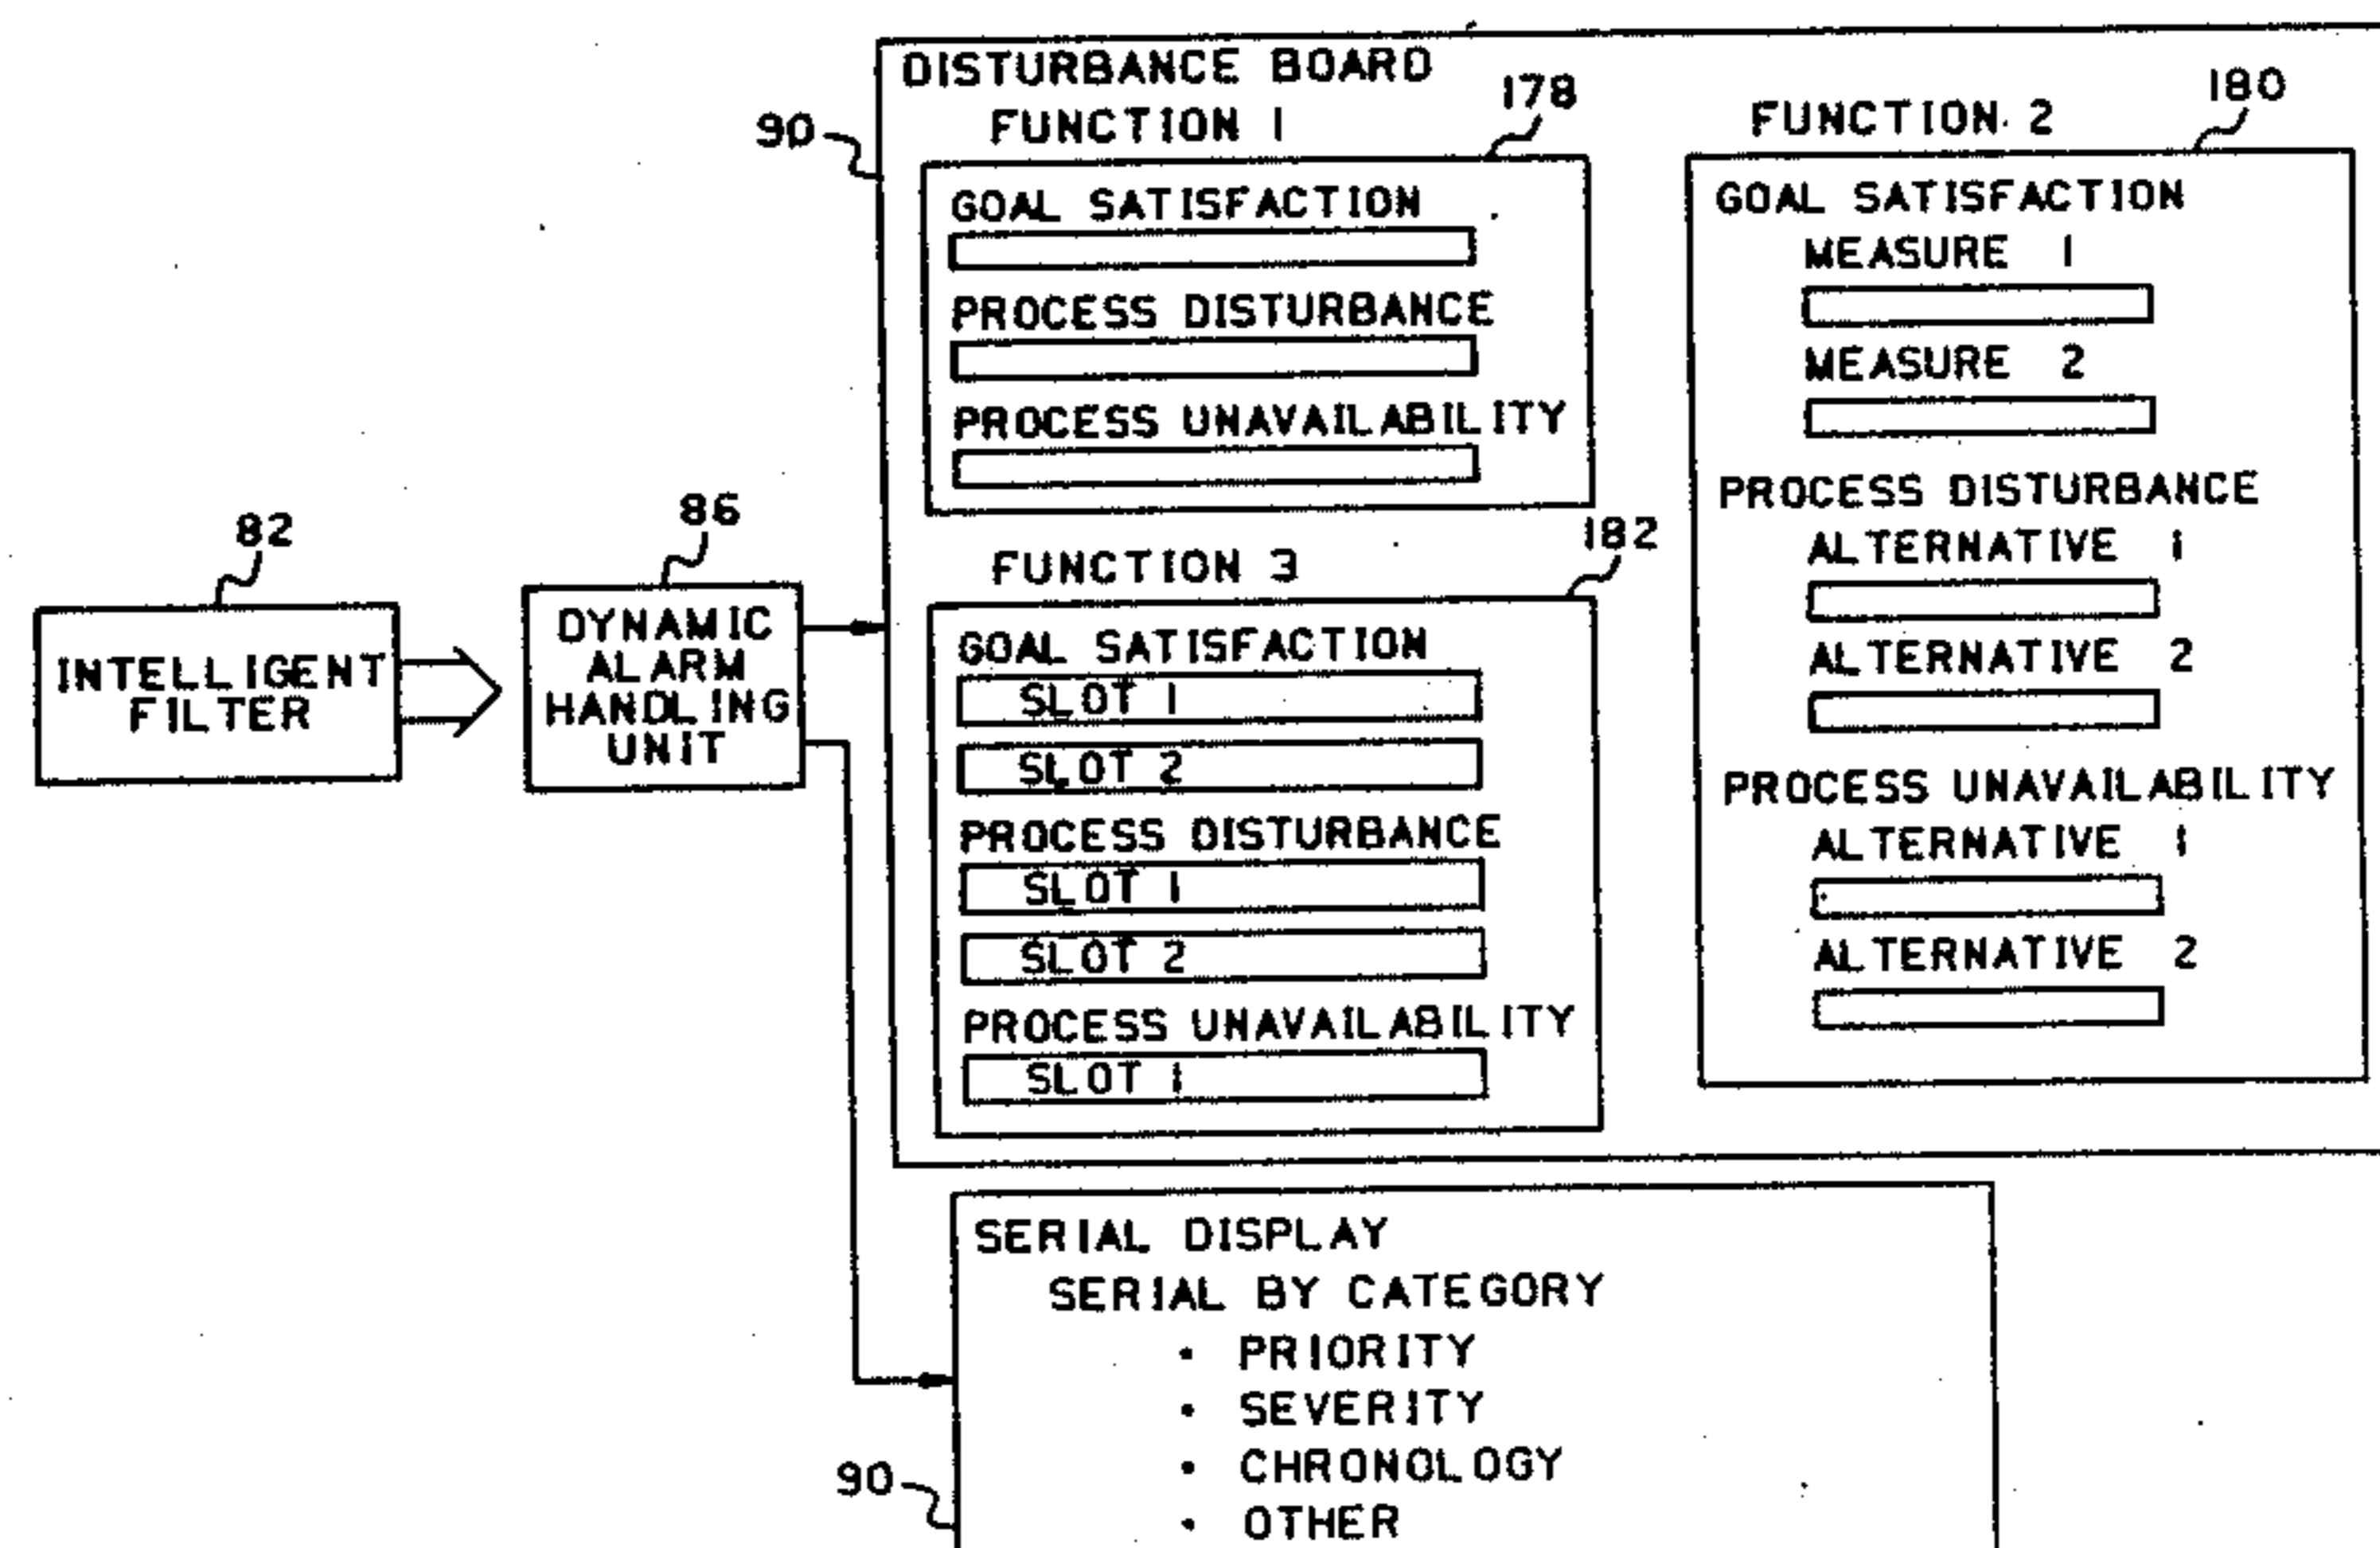 82
INTELLIGENT
FILTER
86
DYNAMIC
ALARM
HANDLING
UNIT
90
DISTURBANCE BOARD
FUNCTION 1
178
GOAL SATISFACTION
PROCESS DISTURBANCE
PROCESS UNAVAILABILITY
FUNCTION 2
180
GOAL SATISFACTION
MEASURE 1
MEASURE 2
PROCESS DISTURBANCE
ALTERNATIVE 1
ALTERNATIVE 2
PROCESS UNAVAILABILITY
ALTERNATIVE 1
ALTERNATIVE 2
FUNCTION 3
182
GOAL SATISFACTION
SLOT 1
SLOT 2
PROCESS DISTURBANCE
SLOT 1
SLOT 2
PROCESS UNAVAILABILITY
SLOT 1
SERIAL DISPLAY
SERIAL BY CATEGORY
• PRIORITY
• SEVERITY
• CHRONOLOGY
• OTHER
90